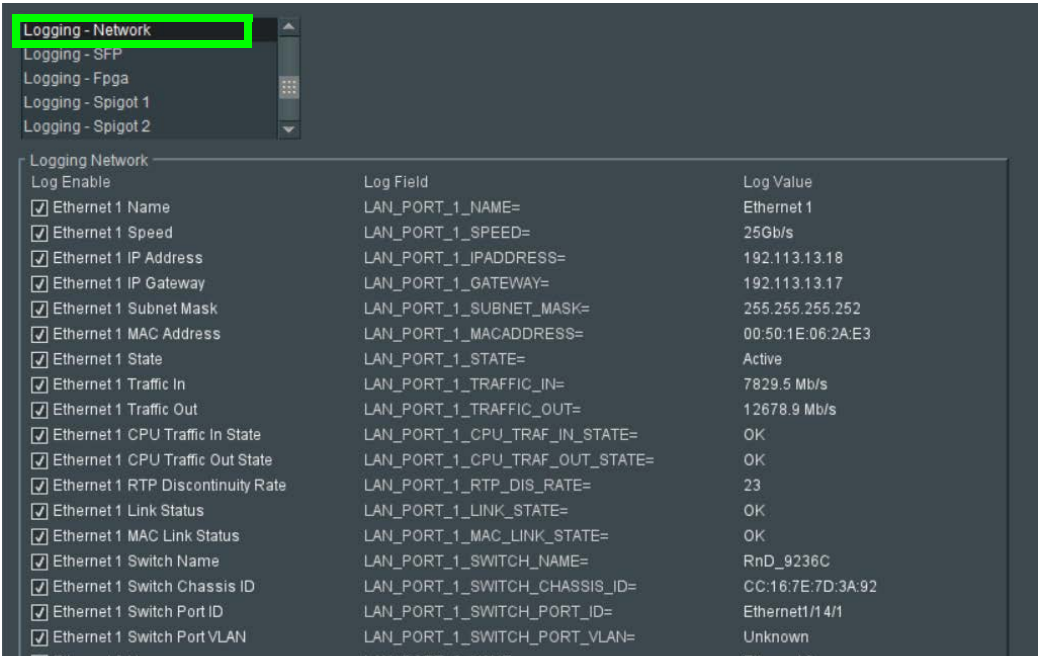 Logging - Network
Logging - SFP
Logging - Fpga
Logging - Spigot 1
Logging - Spigot 2
Logging Network
Log Enable Log Field Log Value
Ethernet 1 Name LAN_PORT_1_NAME= Ethernet 1
Ethernet 1 Speed LAN_PORT_1_SPEED= 25Gb/s
Ethernet 1 IP Address LAN_PORT_1_IPADDRESS= 192.113.13.18
Ethernet 1 IP Gateway LAN_PORT_1_GATEWAY= 192.113.13.17
Ethernet 1 Subnet Mask LAN_PORT_1_SUBNET_MASK= 255.255.255.252
Ethernet 1 MAC Address LAN_PORT_1_MACADDRESS= 00:50:1E:06:2A:E3
Ethernet 1 State LAN_PORT_1_STATE= Active
Ethernet 1 Traffic In LAN_PORT_1_TRAFFIC_IN= 7829.5 Mb/s
Ethernet 1 Traffic Out LAN_PORT_1_TRAFFIC_OUT= 12678.9 Mb/s
Ethernet 1 CPU Traffic In State LAN_PORT_1_CPU_TRAF_IN_STATE= OK
Ethernet 1 CPU Traffic Out State LAN_PORT_1_CPU_TRAF_OUT_STATE= OK
Ethernet 1 RTP Discontinuity Rate LAN_PORT_1_RTP_DIS_RATE= 23
Ethernet 1 Link Status LAN_PORT_1_LINK_STATE= OK
Ethernet 1 MAC Link Status LAN_PORT_1_MAC_LINK_STATE= OK
Ethernet 1 Switch Name LAN_PORT_1_SWITCH_NAME= RnD_9236C
Ethernet 1 Switch Chassis ID LAN_PORT_1_SWITCH_CHASSIS_ID= CC:16:7E:7D:3A:92
Ethernet 1 Switch Port ID LAN_PORT_1_SWITCH_PORT_ID= Ethernet1/14/1
Ethernet 1 Switch Port VLAN LAN_PORT_1_SWITCH_PORT_VLAN= Unknown